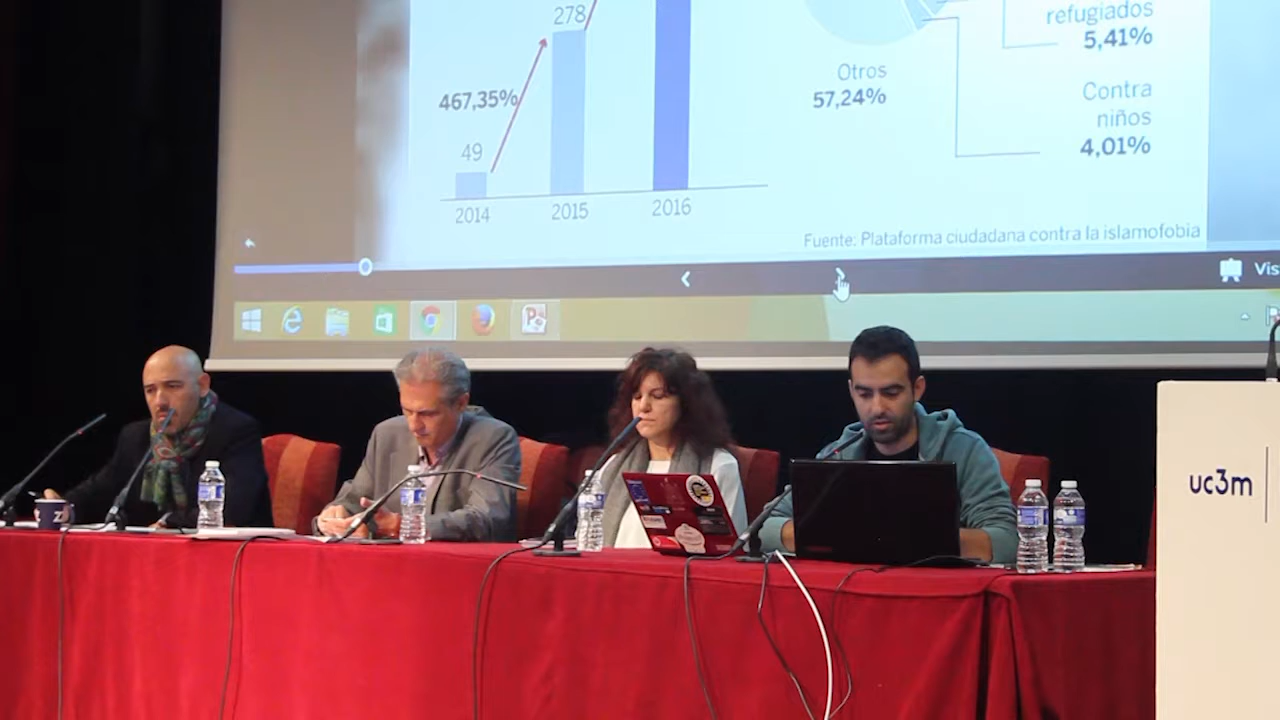 278
467,35%
49
2014
2015
2016
refugiados
5,41%
Otros
57,24%
Contra
niños
4,01%
Fuente: Plataforma ciudadana contra la islamofobia
Vis
uc3m